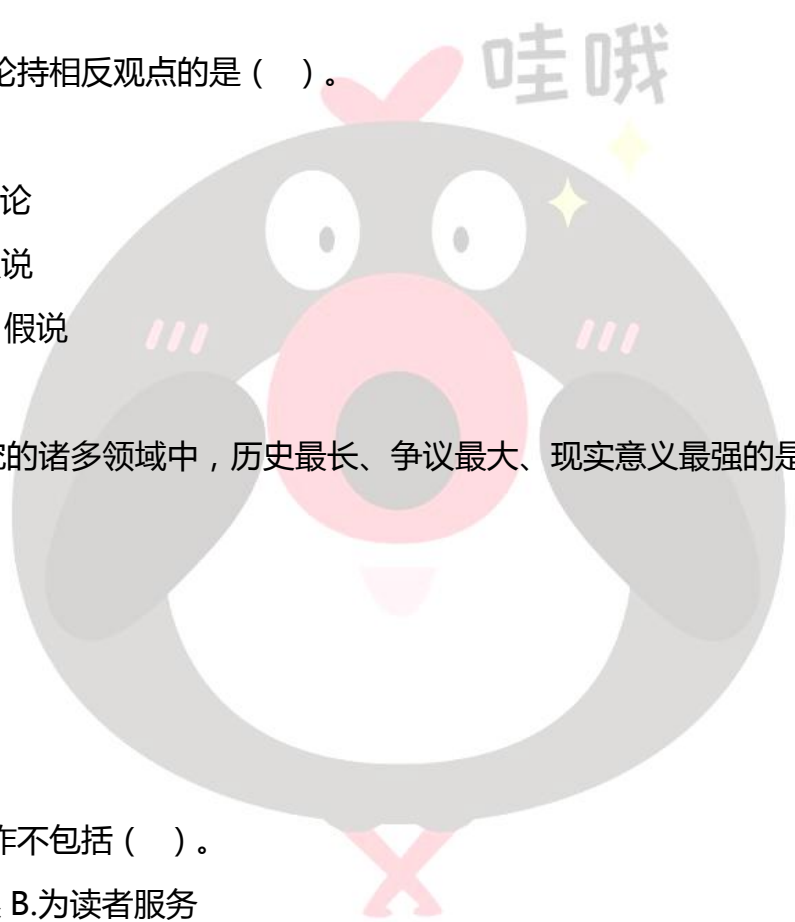 哇哦
论持相反观点的是（ ）。
论
说
假说
的诸多领域中，历史最长、争议最大、现实意义最强的是
作不包括（ ）。
B.为读者服务